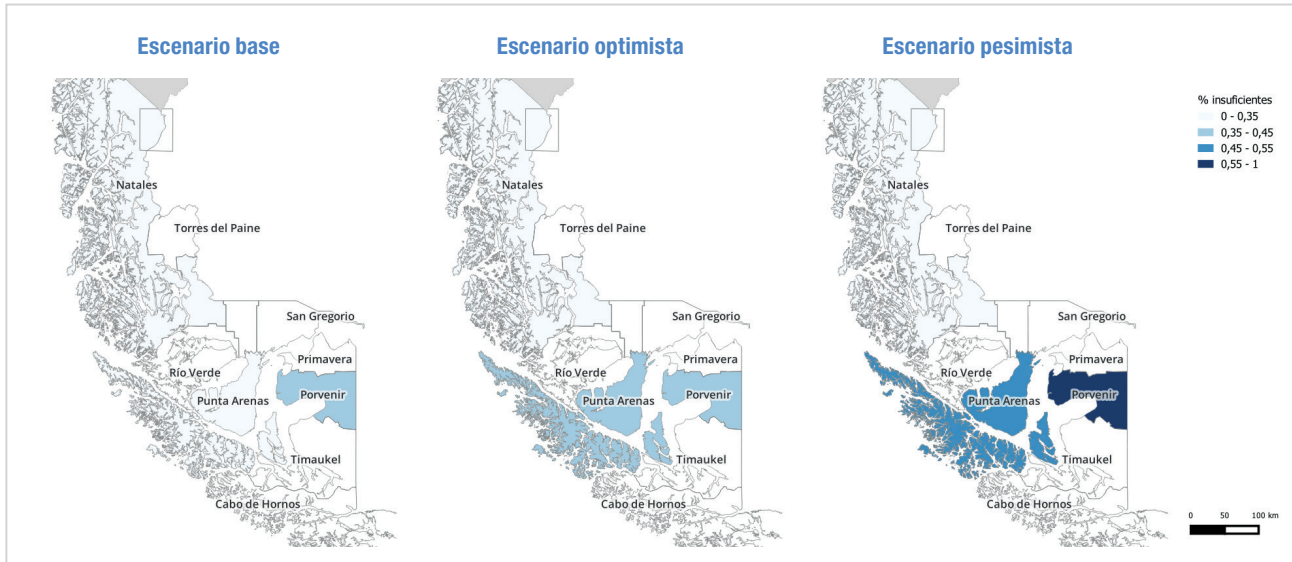 Escenario base
Natales
Torres del Paine
San Gregorio
Primavera
Río Verde
Porvenir
Punta Arenas
Timaukel
Cabo de Hornos
Escenario optimista
Natales
Torres del Paine
San Gregorio
Primavera
Río Verde
Porvenir
Punta Arenas
Timaukel
Cabo de Hornos
Escenario pesimista
Natales
Torres del Paine
San Gregorio
Primavera
Río Verde
Porvenir
Punta Arenas
Timaukel
Cabo de Hornos
% insuficientes
0 - 0,35
0,35 - 0,45
0,45 - 0,55
0,55 - 1
0 50 100 km